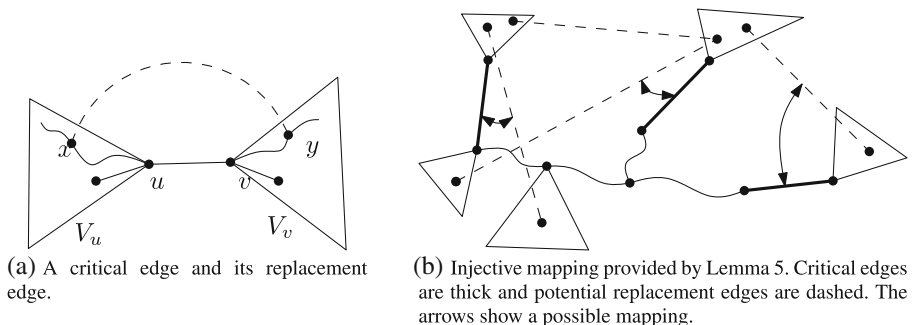 x
y
u
v
V_u
V_v
(a) A critical edge and its replacement
edge.
(b) Injective mapping provided by Lemma 5. Critical edges
are thick and potential replacement edges are dashed. The
arrows show a possible mapping.